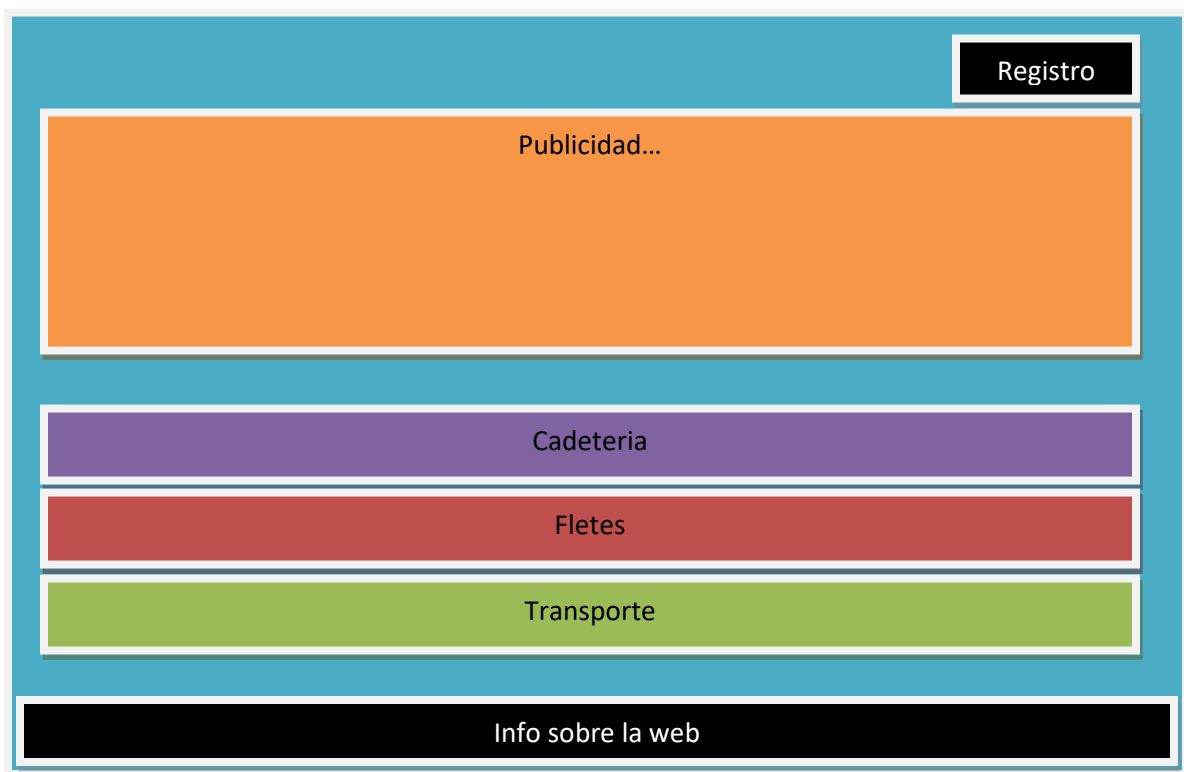 Registro
Publicidad…
Cadeteria
Fletes
Transporte
Info sobre la web